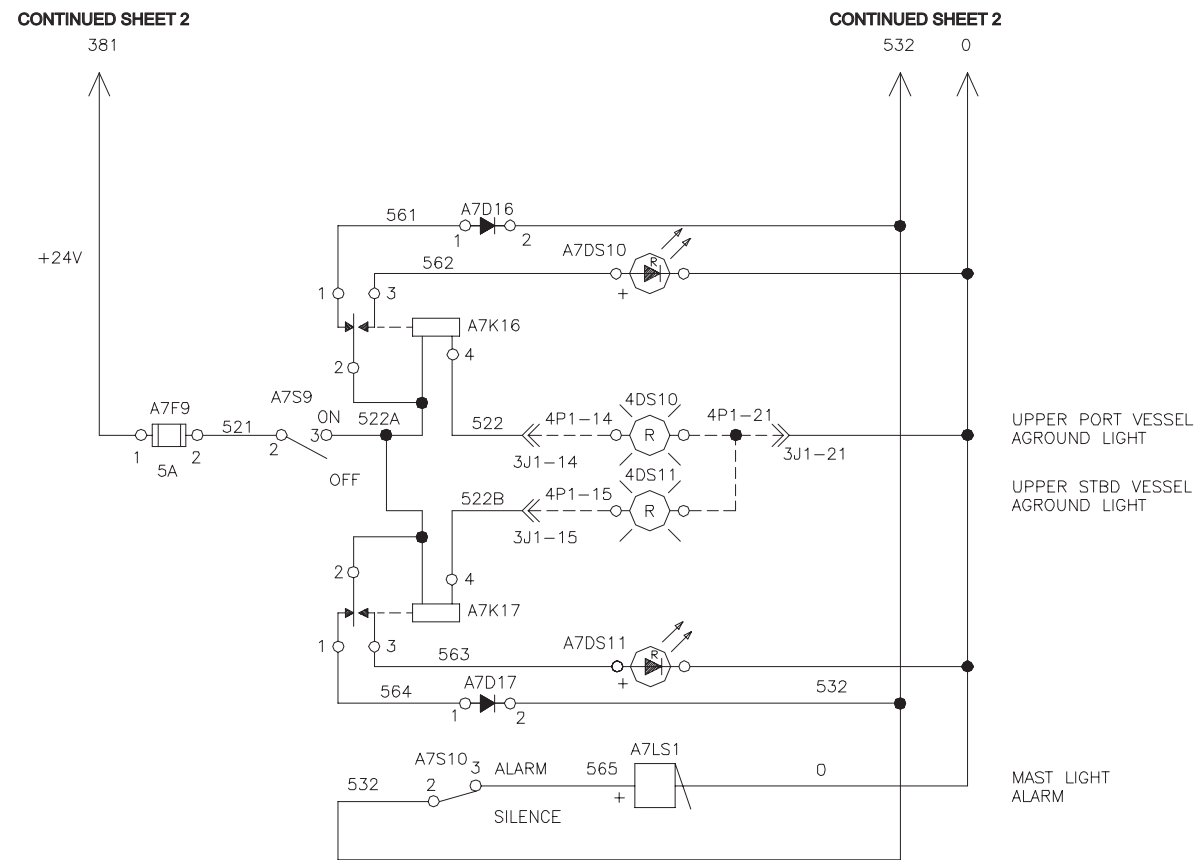 CONTINUED SHEET 2
CONTINUED SHEET 2
381
532
0
561
A7D16
1
2
A7DS10
R
+
+24V
562
1
3
A7K16
2
4
A7F9
1
2
5A
521
A7S9
2
ON
3
OFF
522A
522
4P1-14
3J1-14
4DS10
R
4P1-21
3J1-21
UPPER PORT VESSEL
AGROUND LIGHT
4DS11
522B
4P1-15
3J1-15
R
UPPER STBD VESSEL
AGROUND LIGHT
2
4
A7K17
1
3
A7DS11
R
+
563
564
A7D17
1
2
532
A7S10
532
2
3
ALARM
SILENCE
565
+
A7LS1
0
MAST LIGHT
ALARM